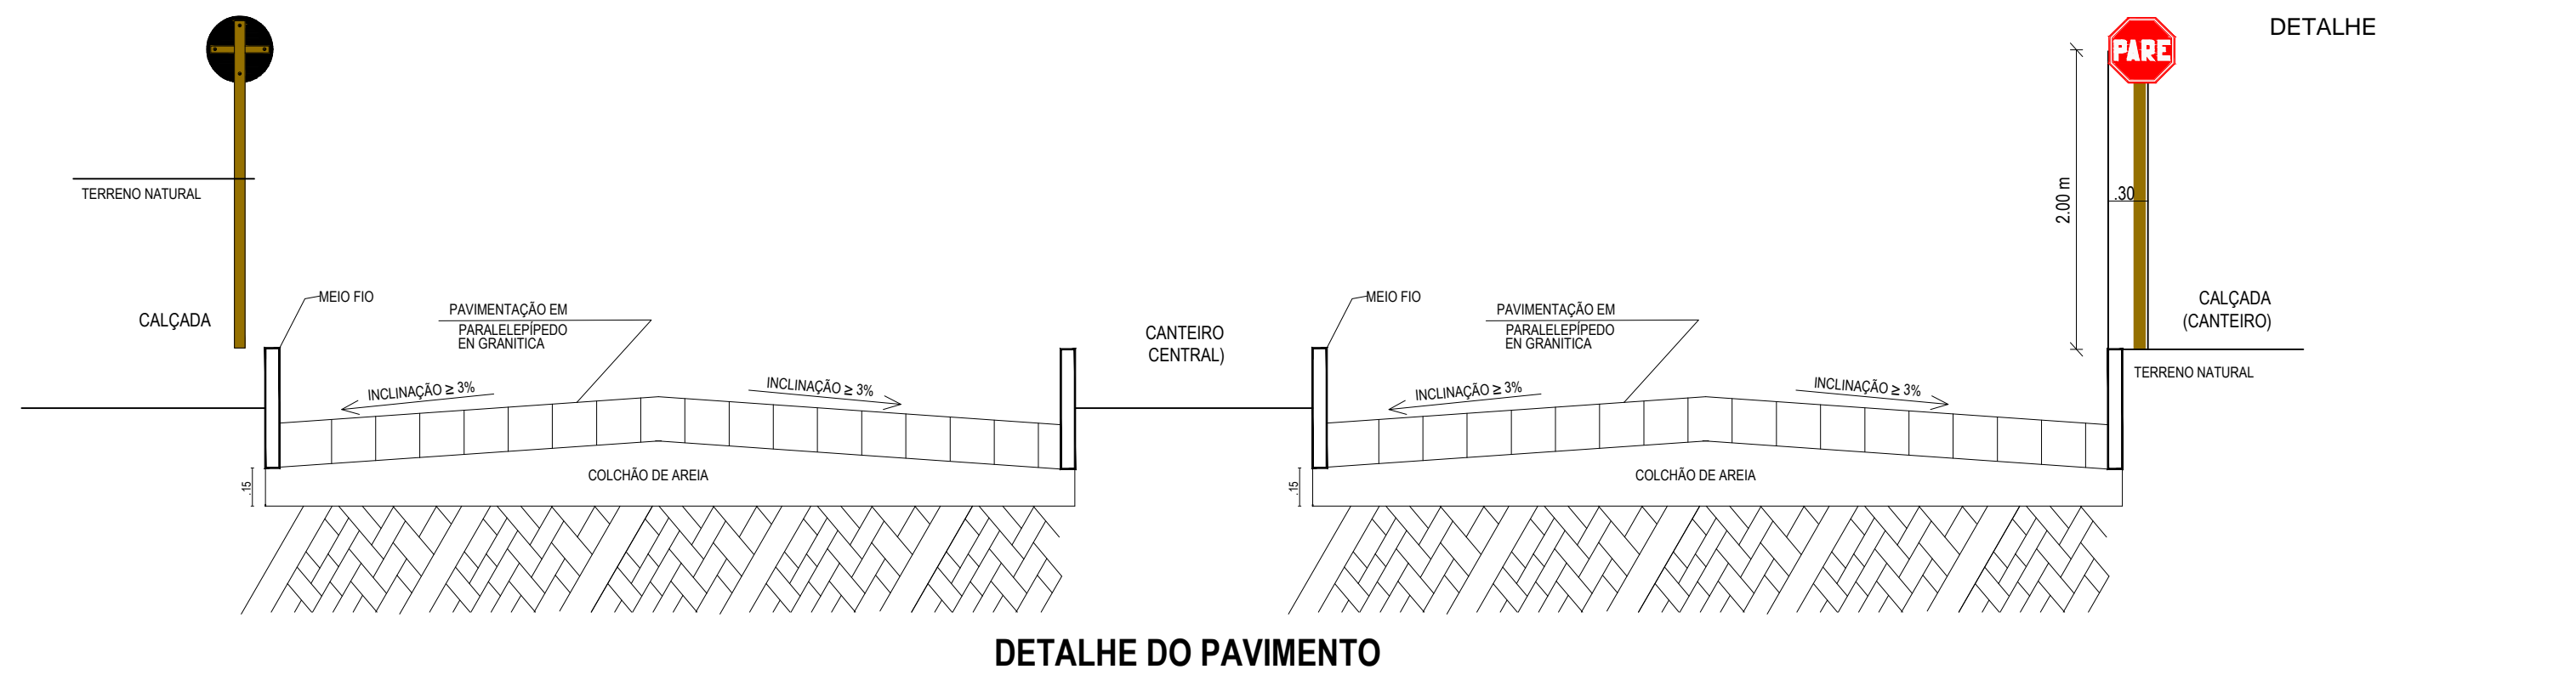 DETALHE
PARE
TERRENO NATURAL
2.00 m
.30
MEIO FIO
CALÇADA
PAVIMENTAÇÃO EM
PARALELEPÍPEDO
EN GRANITICA
INCLINAÇÃO ≥ 3%
INCLINAÇÃO ≥ 3%
CANTEIRO
CENTRAL)
MEIO FIO
PAVIMENTAÇÃO EM
PARALELEPÍPEDO
EN GRANITICA
INCLINAÇÃO ≥ 3%
INCLINAÇÃO ≥ 3%
CALÇADA
(CANTEIRO)
TERRENO NATURAL
.15
COLCHÃO DE AREIA
.15
COLCHÃO DE AREIA
DETALHE DO PAVIMENTO